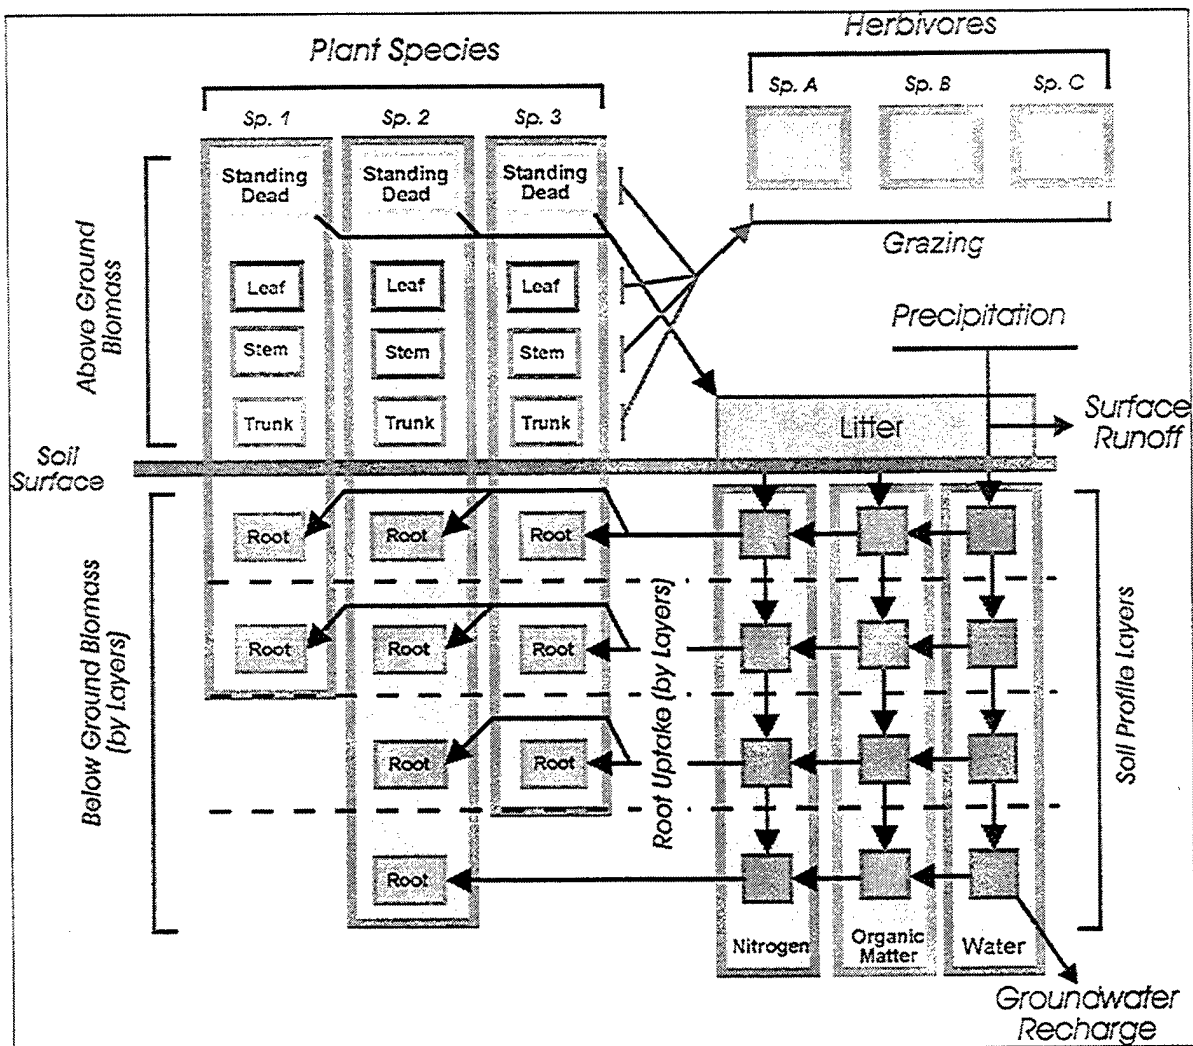 Plant Species
Herbivores
Sp. 1
Sp. 2
Sp. 3
Sp. A
Sp. B
Sp. C
Standing
Dead
Standing
Dead
Standing
Dead
Grazing
Above Ground
Biomass
Leaf
Leaf
Leaf
Stem
Stem
Stem
Trunk
Trunk
Trunk
Precipitation
Litter
Surface
Runoff
Soil
Surface
Below Ground Biomass
(by Layers)
Root
Root
Root
Root
Root
Root
Root
Root
Root
Root Uptake (by Layers)
Soil Profile Layers
Nitrogen
Organic
Matter
Water
Groundwater
Recharge